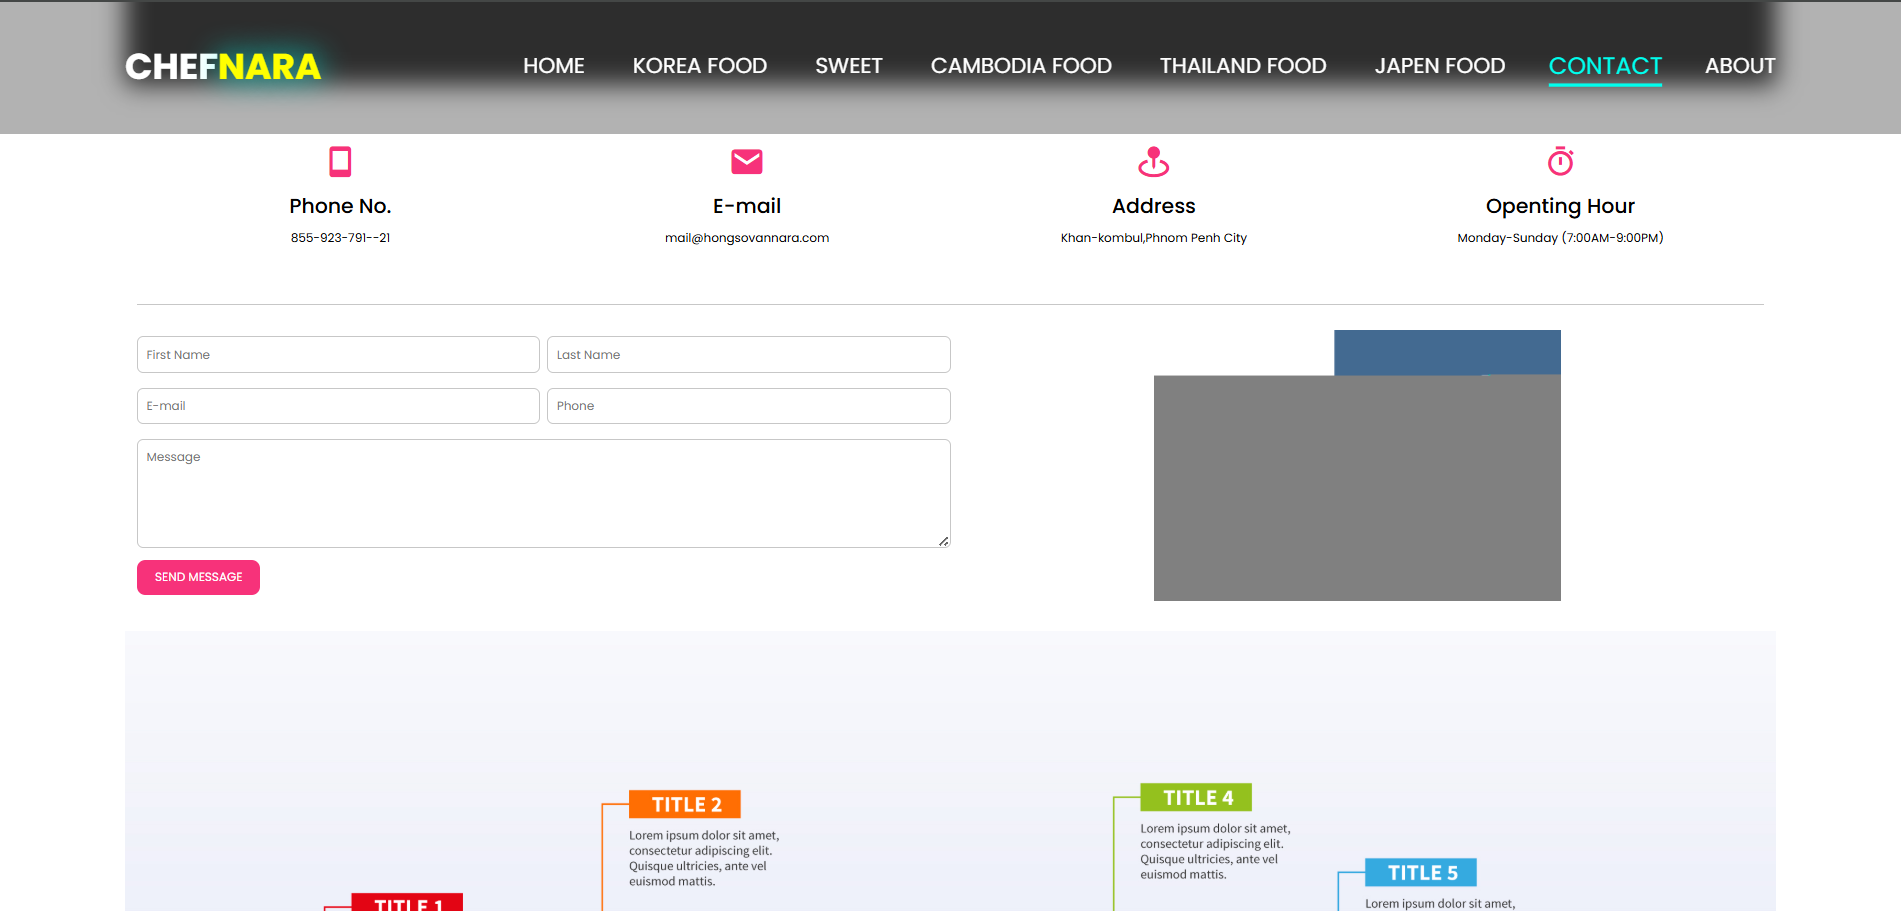 CHEFNARA
HOME KOREA FOOD SWEET CAMBODIA FOOD THAILAND FOOD JAPEN FOOD CONTACT ABOUT
Phone No.
855-923-791--21
E-mail
mail@hongsovannara.com
Address
Khan-kombul,Phnom Penh City
Openting Hour
Monday-Sunday (7:00AM-9:00PM)
First Name
Last Name
E-mail
Phone
Message
SEND MESSAGE
TITLE 1
TITLE 2
Lorem ipsum dolor sit amet,
consectetur adipiscing elit.
Quisque ultricies, ante vel
euismod mattis.
TITLE 4
Lorem ipsum dolor sit amet,
consectetur adipiscing elit.
Quisque ultricies, ante vel
euismod mattis.
TITLE 5
Lorem ipsum dolor sit amet,